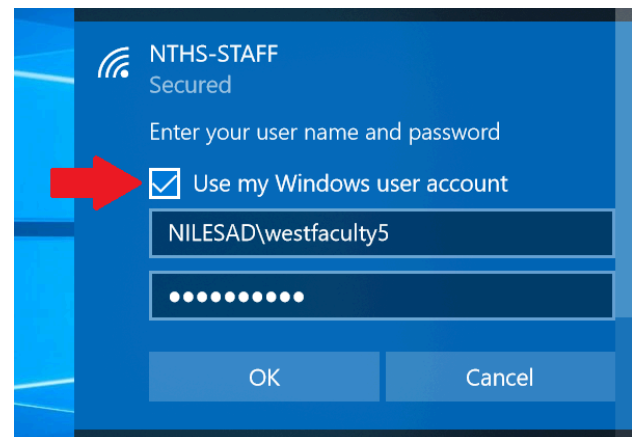 NTHS-STAFF
Secured
Enter your user name and password
Use my Windows user account
NILESAD\westfaculty5
●●●●●●●●●●
OK
Cancel